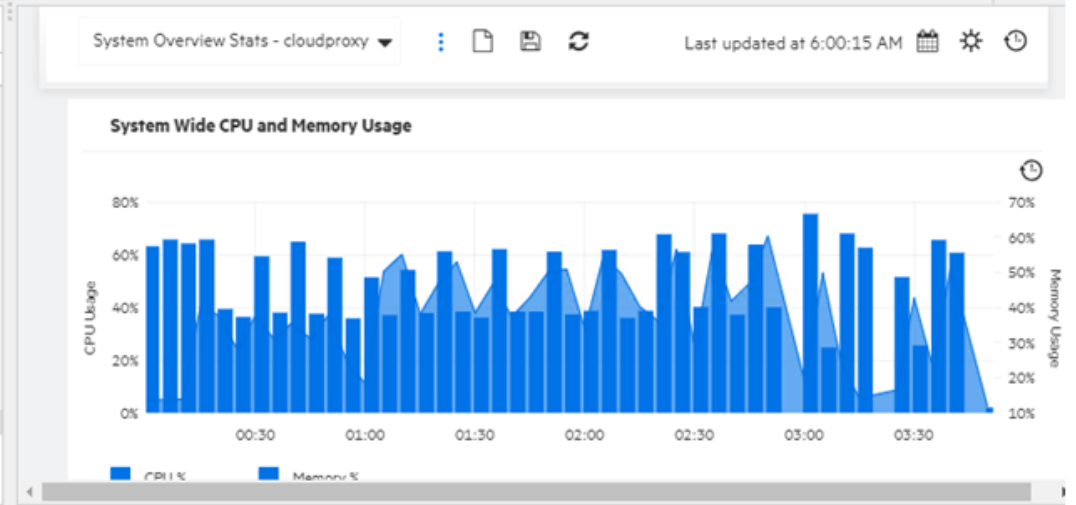 System Overview Stats - cloudproxy
Last updated at 6:00:15 AM
System Wide CPU and Memory Usage
80%
60%
40%
20%
0%
CPU Usage
70%
60%
50%
40%
30%
20%
10%
Memory Usage
00:30 01:00 01:30 02:00 02:30 03:00 03:30
CPU % Memory %